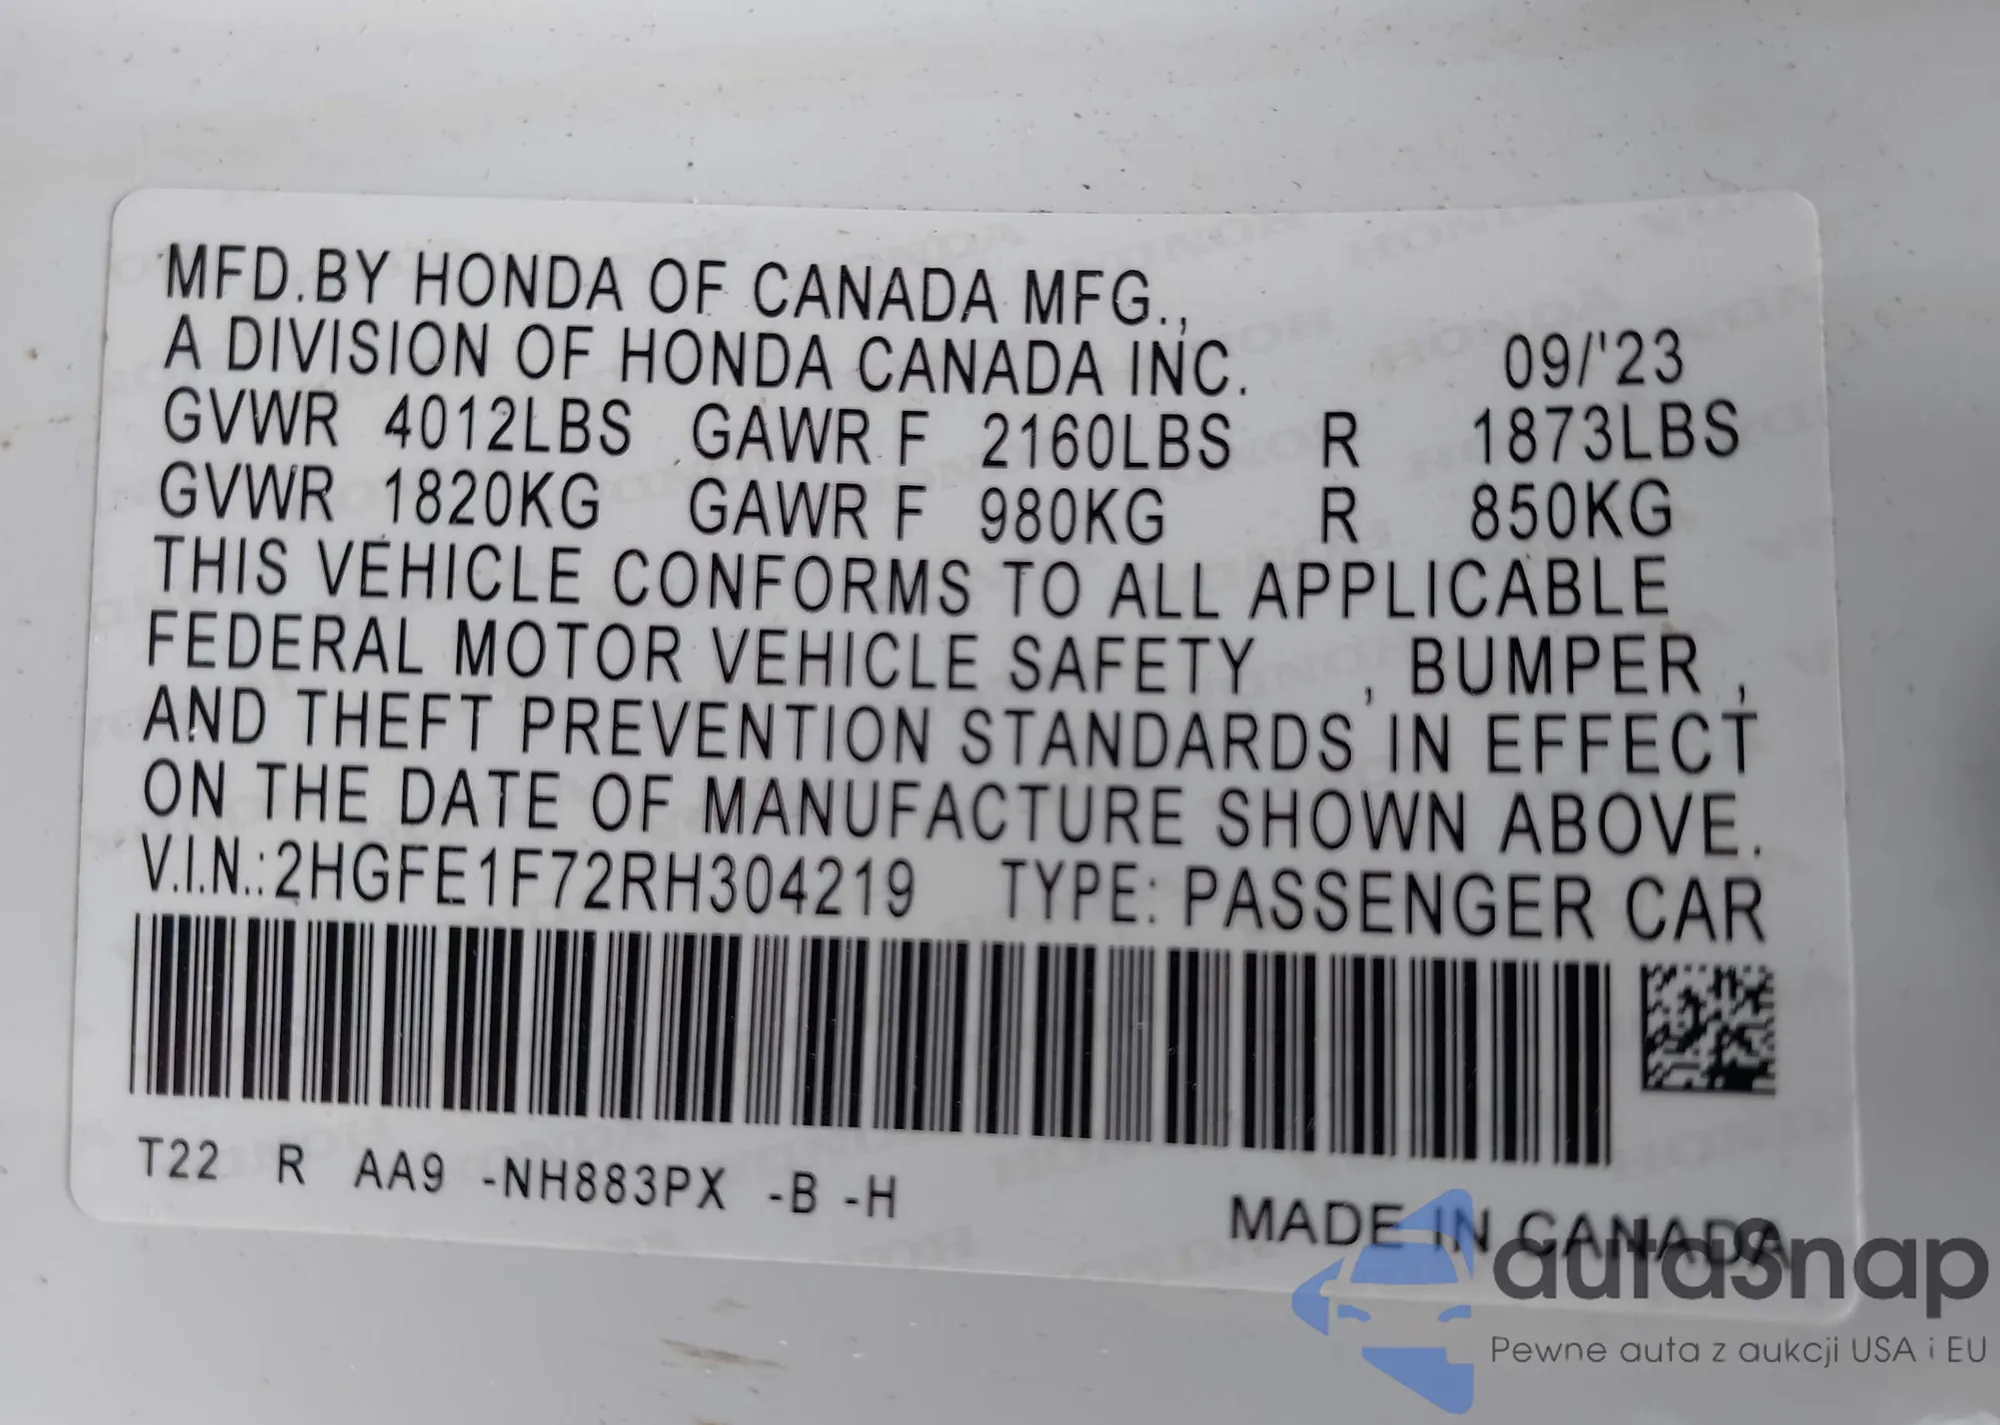 MFD.BY HONDA OF CANADA MFG.,
A DIVISION OF HONDA CANADA INC. 09/'23
GVWR 4012LBS GAWR F 2160LBS R 1873LBS
GVWR 1820KG GAWR F 980KG R 850KG
THIS VEHICLE CONFORMS TO ALL APPLICABLE
FEDERAL MOTOR VEHICLE SAFETY , BUMPER ,
AND THEFT PREVENTION STANDARDS IN EFFECT
ON THE DATE OF MANUFACTURE SHOWN ABOVE.
V.I.N.:2HGFE1F72RH304219 TYPE: PASSENGER CAR
T22 R AA9 -NH883PX -B -H
MADE IN CANADA
autaSnap
Pewne auta z aukcji USA i EU